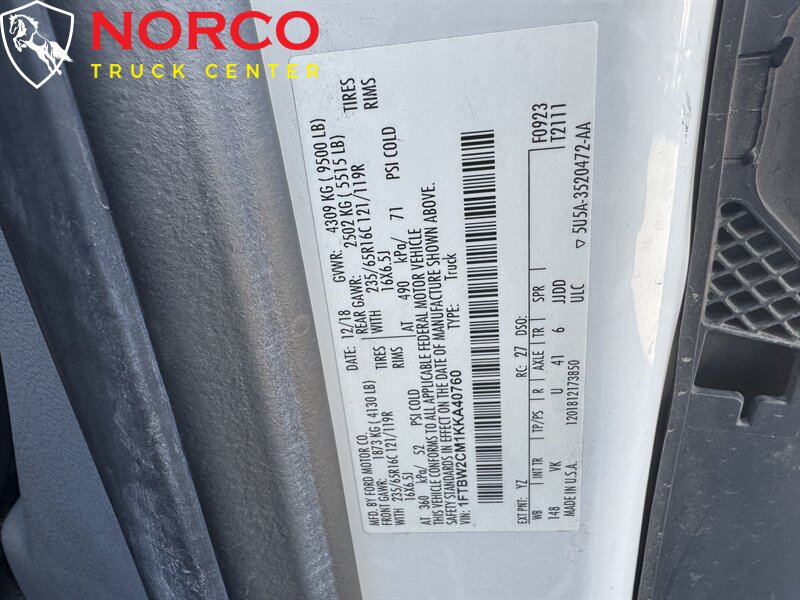 NORCO
TRUCK CENTER
MFD. BY FORD MOTOR CO.
DATE: 12/18
GVWR: 4309 KG ( 9500 LB)
FRONT GAWR: 1873 KG ( 4130 LB)
REAR GAWR: 2502 KG ( 5515 LB)
WITH 235/65R16C 121/119R
WITH 235/65R16C 121/119R TIRES
16X6.5J RIMS
16X6.5J RIMS
AT 360 kPa/ 52 PSI COLD
AT 490 kPa/ 71 PSI COLD
THIS VEHICLE CONFORMS TO ALL APPLICABLE FEDERAL MOTOR VEHICLE
SAFETY STANDARDS IN EFFECT ON THE DATE OF MANUFACTURE SHOWN ABOVE.
VIN: 1FTBW2CM1KKA40760
TYPE: Truck
F0923
T2111
EXT PNT: YZ RC: 27 DSO:
WB INT TR TP/PS R AXLE TR SPR
148 VK U 41 6 JJDD
MADE IN U.S.A. 1201812173850 ULC
▽ 5U5A-3520472-AA